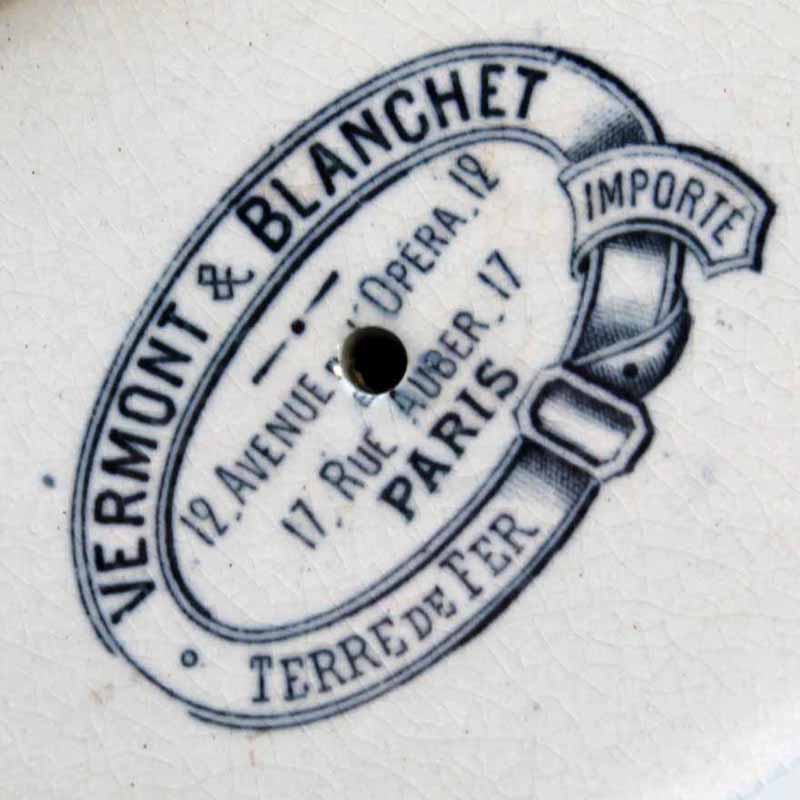 VERMONT & BLANCHET
IMPORTÉ
12. AVENUE L'OPÉRA. 12
17. RUE AUBER. 17
PARIS
TERRE DE FER